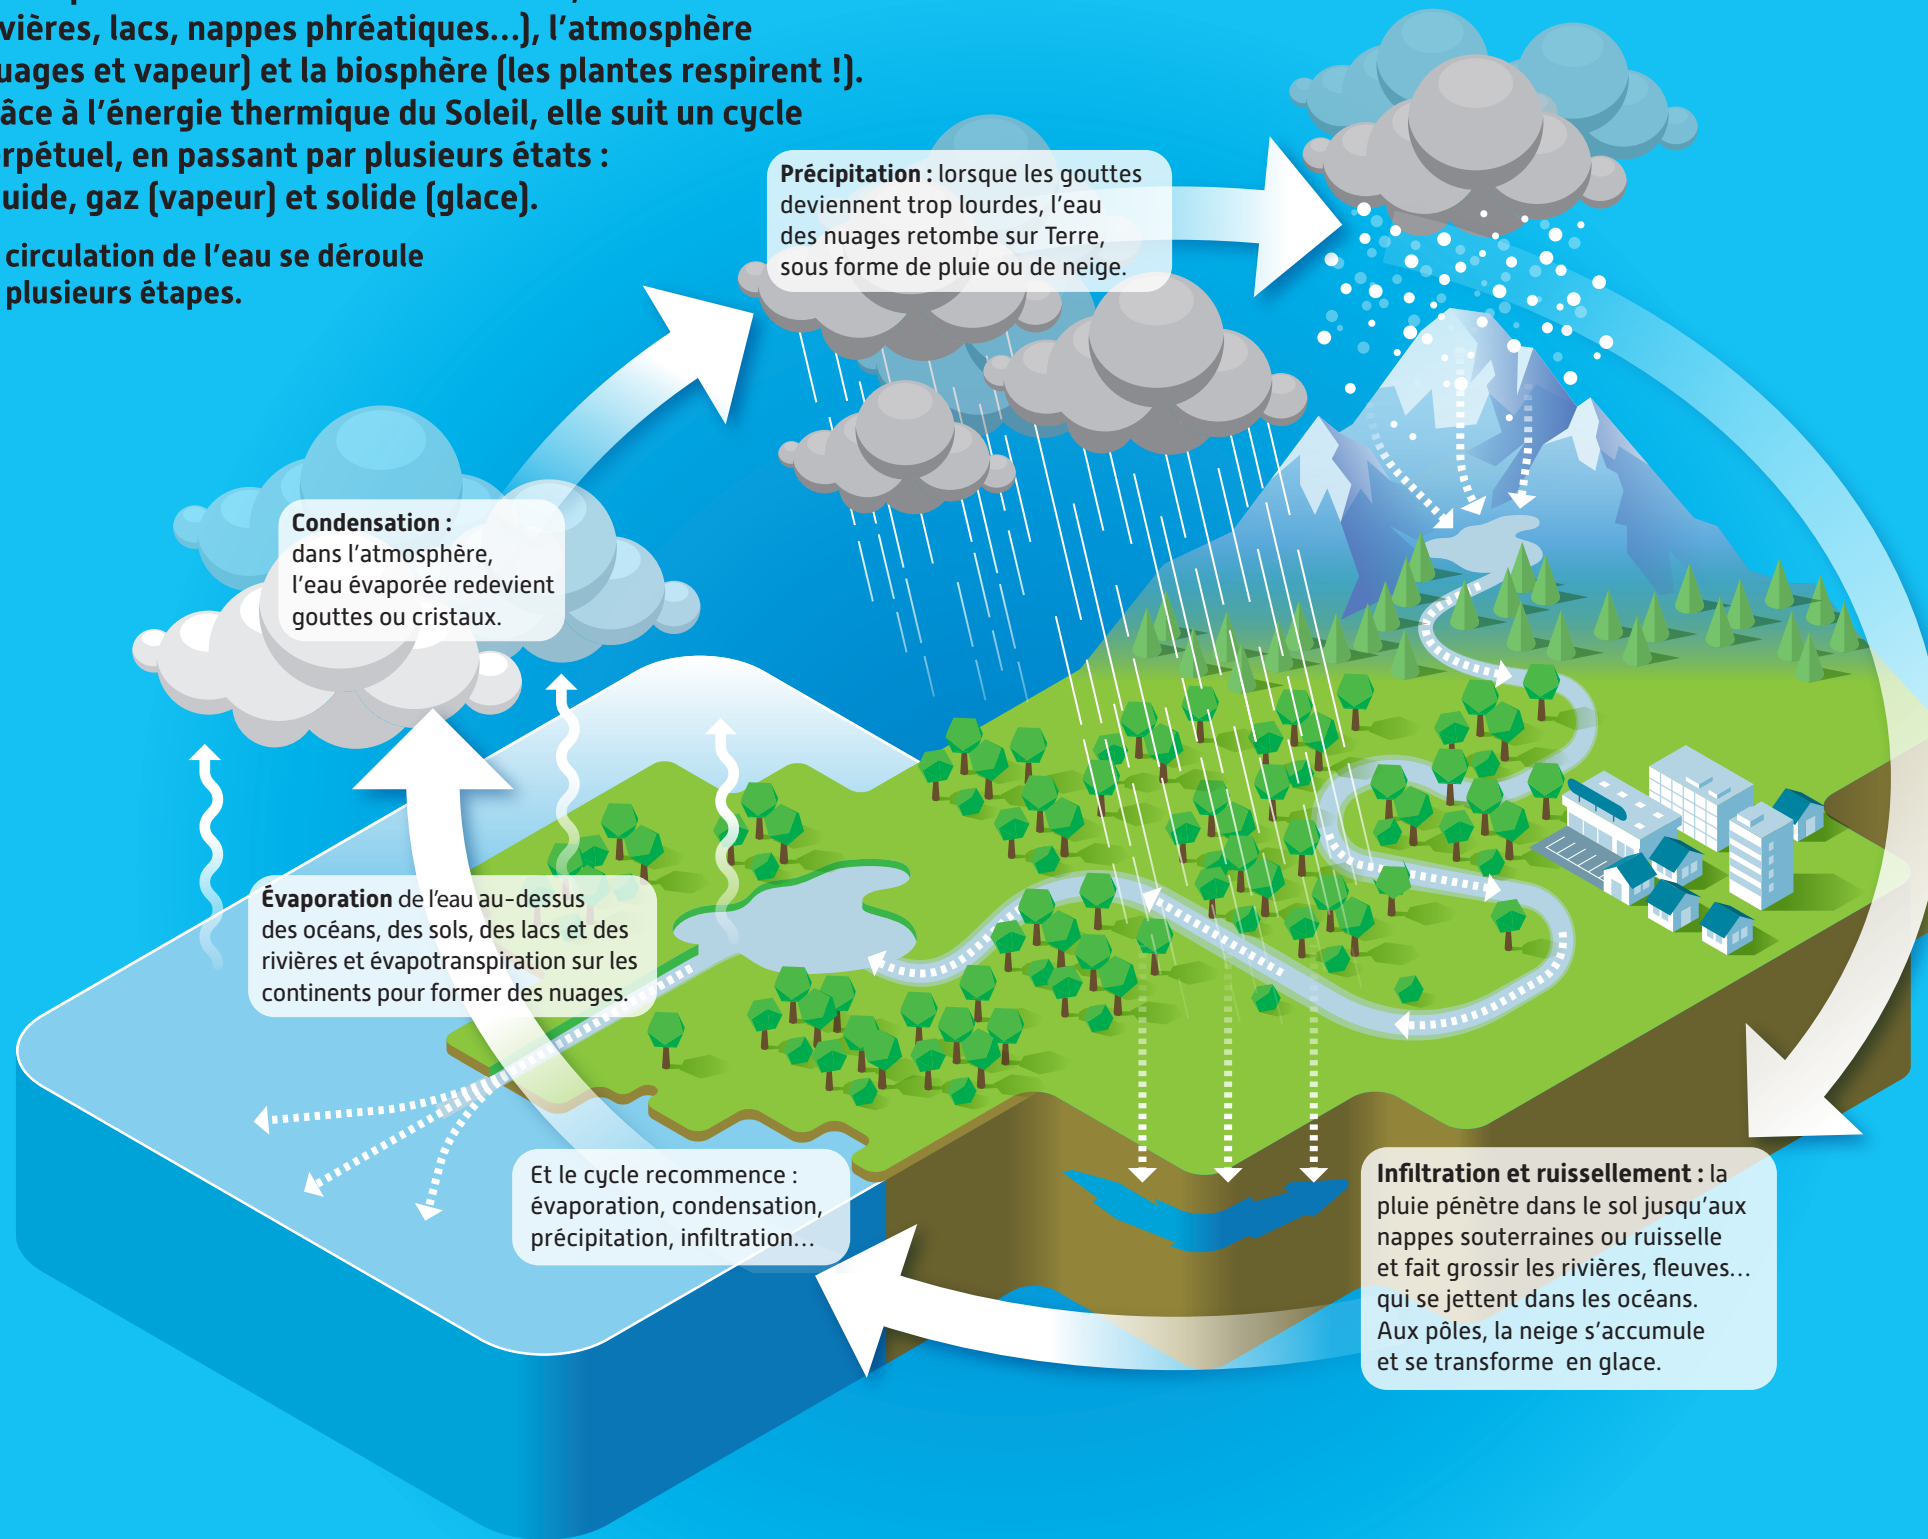 vières, lacs, nappes phréatiques...), l'atmosphère
uages et vapeur) et la biosphère (les plantes respirent !).
âce à l'énergie thermique du Soleil, elle suit un cycle
rpétuel, en passant par plusieurs états :
uide, gaz (vapeur) et solide (glace).
circulation de l'eau se déroule
plusieurs étapes.
Précipitation : lorsque les gouttes
deviennent trop lourdes, l'eau
des nuages retombe sur Terre,
sous forme de pluie ou de neige.
Condensation :
dans l'atmosphère,
l'eau évaporée redevient
gouttes ou cristaux.
Évaporation de l'eau au-dessus
des océans, des sols, des lacs et des
rivières et évapotranspiration sur les
continents pour former des nuages.
Et le cycle recommence :
évaporation, condensation,
précipitation, infiltration...
Infiltration et ruissellement : la
pluie pénètre dans le sol jusqu'aux
nappes souterraines ou ruisselle
et fait grossir les rivières, fleuves...
qui se jettent dans les océans.
Aux pôles, la neige s'accumule
et se transforme en glace.